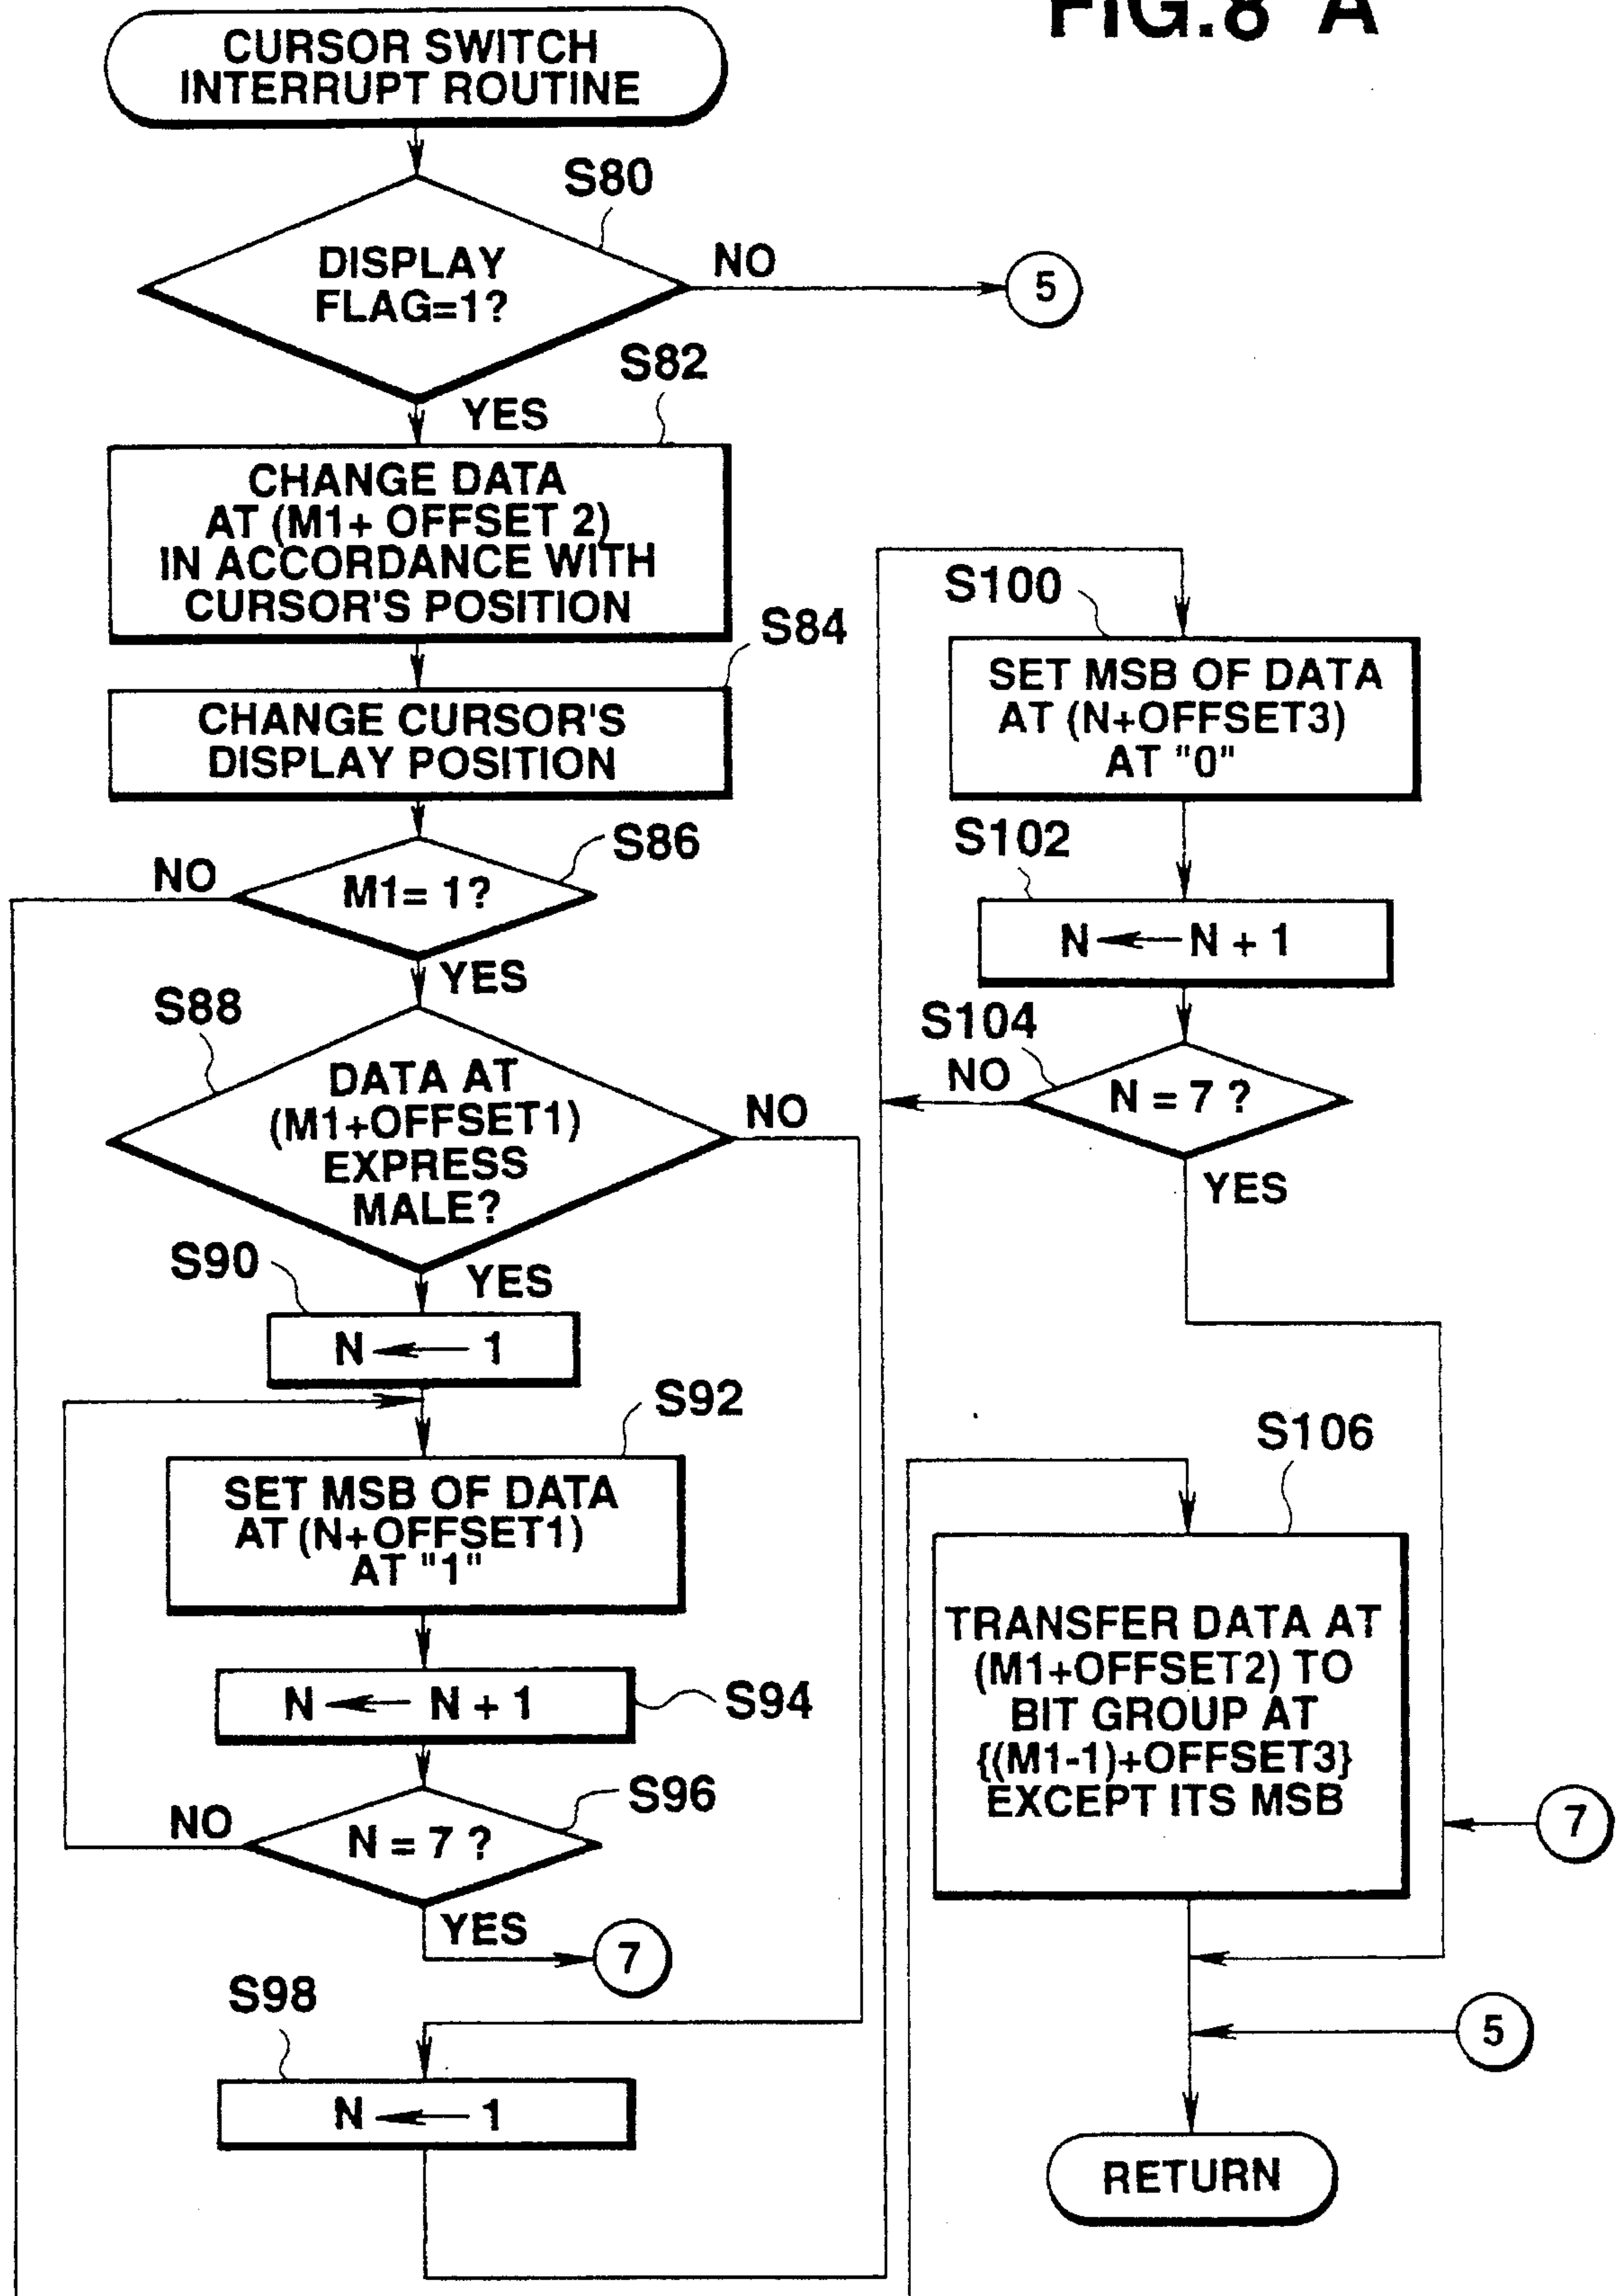 FIG.8 A
CURSOR SWITCH
INTERRUPT ROUTINE
S80
DISPLAY
FLAG=1?
NO
5
YES
S82
CHANGE DATA
AT (M1+ OFFSET 2)
IN ACCORDANCE WITH
CURSOR'S POSITION
S84
CHANGE CURSOR'S
DISPLAY POSITION
S86
NO
M1= 1?
YES
S88
DATA AT
(M1+OFFSET1)
EXPRESS
MALE?
NO
YES
S90
N ← 1
S92
SET MSB OF DATA
AT (N+OFFSET1)
AT "1"
N ← N + 1
S94
S96
NO
N = 7 ?
YES
7
S98
N ← 1
S100
SET MSB OF DATA
AT (N+OFFSET3)
AT "0"
S102
N ← N + 1
S104
NO
N = 7 ?
YES
S106
TRANSFER DATA AT
(M1+OFFSET2) TO
BIT GROUP AT
{(M1-1)+OFFSET3}
EXCEPT ITS MSB
7
5
RETURN